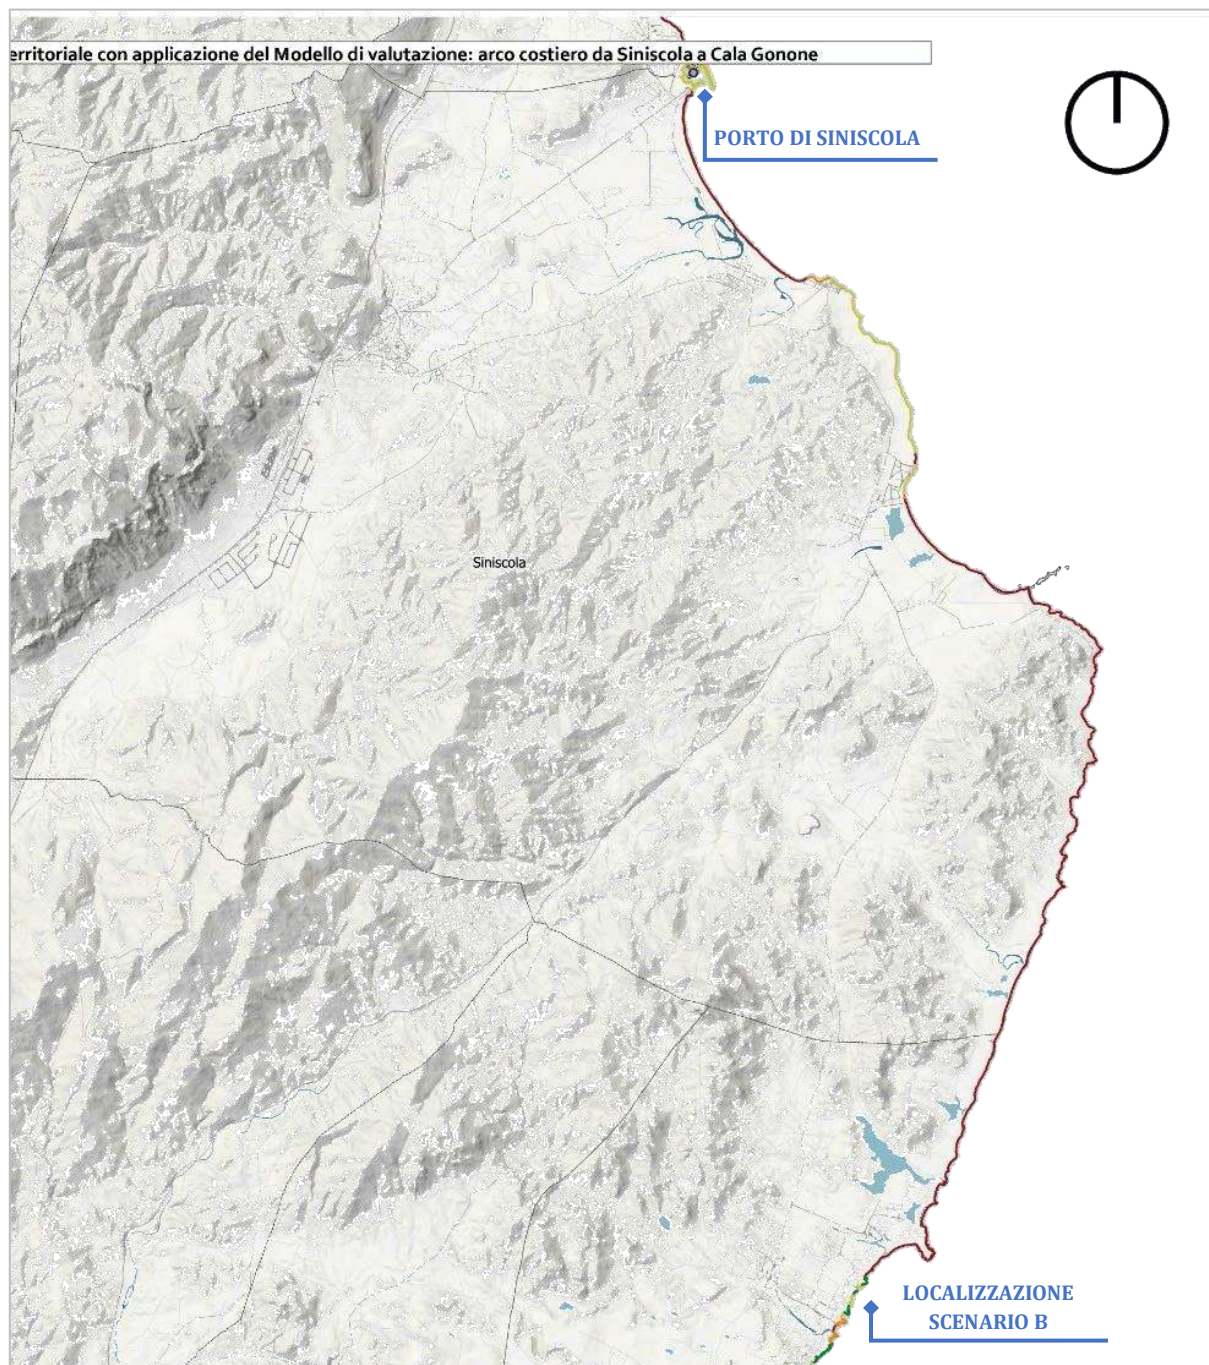 erritoriale con applicazione del Modello di valutazione: arco costiero da Siniscola a Cala Gonone
PORTO DI SINISCOLA
Siniscola
LOCALIZZAZIONE
SCENARIO B